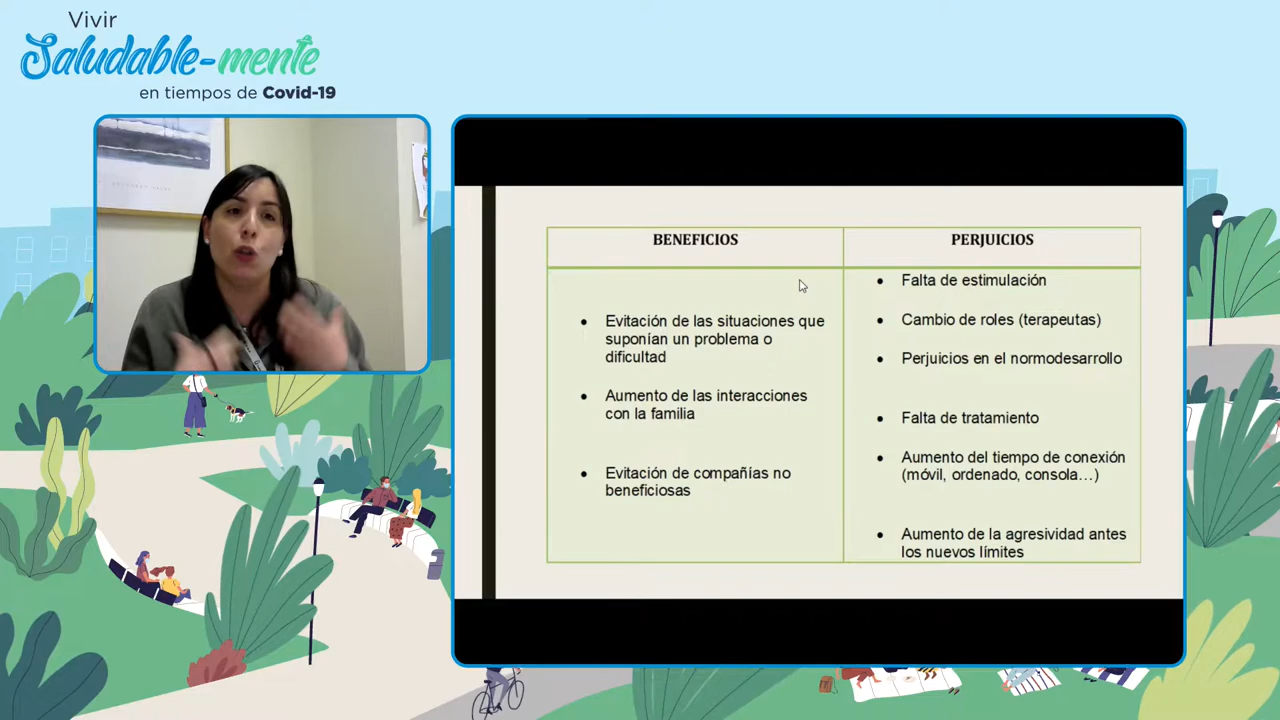 Vivir
Saludable-mente
en tiempos de Covid-19
BENEFICIOS
PERJUICIOS
Evitación de las situaciones que
suponían un problema o
dificultad
Aumento de las interacciones
con la familia
Evitación de compañías no
beneficiosas
Falta de estimulación
Cambio de roles (terapeutas)
Perjuicios en el normodesarrollo
Falta de tratamiento
Aumento del tiempo de conexión
(móvil, ordenado, consola…)
Aumento de la agresividad antes
los nuevos límites